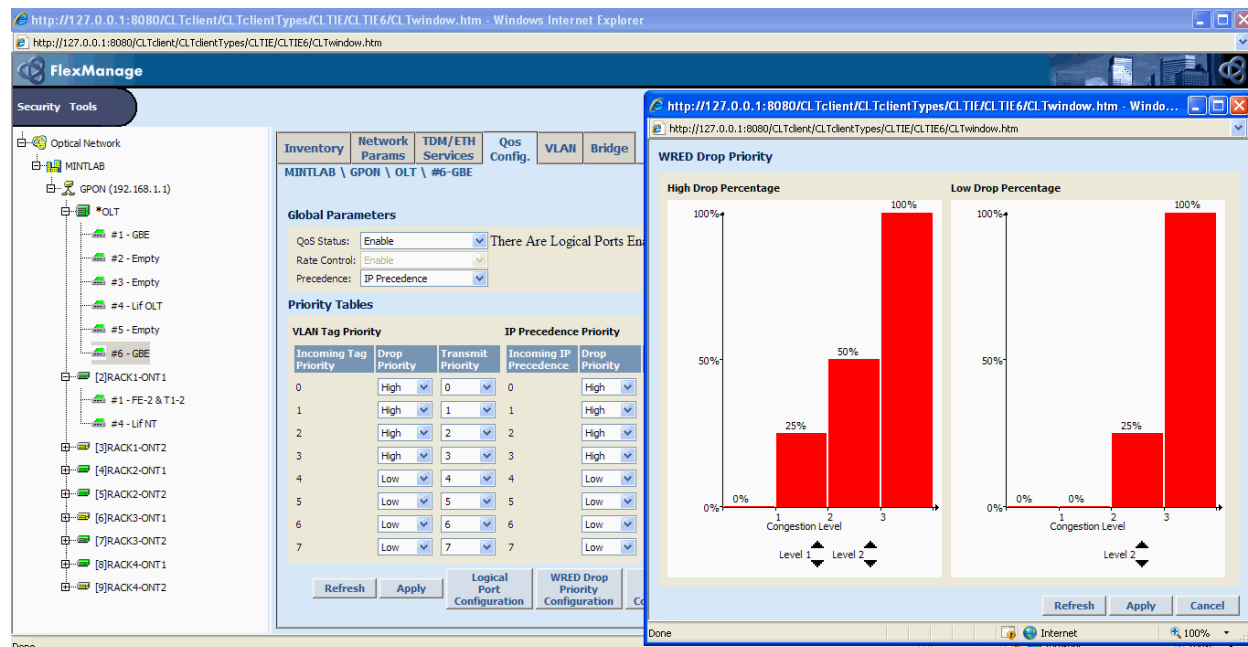 http://127.0.0.1:8080/CLTclient/CLTclientTypes/CLTIE/CLTIE6/CLTwindow.htm - Windows Internet Explorer
http://127.0.0.1:8080/CLTclient/CLTclientTypes/CLTIE/CLTIE6/CLTwindow.htm
FlexManage
Security Tools
Optical Network
MINTLAB
GPON (192.168.1.1)
*OLT
#1 - GBE
#2 - Empty
#3 - Empty
#4 - Lif OLT
#5 - Empty
#6 - GBE
[2]RACK1-ONT1
#1 - FE-2 & T1-2
#4 - Lif NT
[3]RACK1-ONT2
[4]RACK2-ONT1
[5]RACK2-ONT2
[6]RACK3-ONT1
[7]RACK3-ONT2
[8]RACK4-ONT1
[9]RACK4-ONT2
Inventory Network Params TDM/ETH Services Qos Config. VLAN Bridge
MINTLAB \ GPON \ OLT \ #6-GBE
Global Parameters
QoS Status: Enable There Are Logical Ports Ena
Rate Control: Enable
Precedence: IP Precedence
Priority Tables
VLAN Tag Priority IP Precedence Priority
Incoming Tag Priority Drop Priority Transmit Priority Incoming IP Precedence Drop Priority
0 High 0 0 High
1 High 1 1 High
2 High 2 2 High
3 High 3 3 High
4 Low 4 4 Low
5 Low 5 5 Low
6 Low 6 6 Low
7 Low 7 7 Low
Refresh Apply Logical Port Configuration WRED Drop Priority Configuration Co
http://127.0.0.1:8080/CLTclient/CLTclientTypes/CLTIE/CLTIE6/CLTwindow.htm - Windo...
http://127.0.0.1:8080/CLTclient/CLTclientTypes/CLTIE/CLTIE6/CLTwindow.htm
WRED Drop Priority
High Drop Percentage
100%
100%
50%
50%
25%
0%
0%
1 2 3
Congestion Level
Level 1 Level 2
Low Drop Percentage
100%
100%
50%
25%
0%
0% 0%
1 2 3
Congestion Level
Level 2
Refresh Apply Cancel
Done Internet 100%
Done